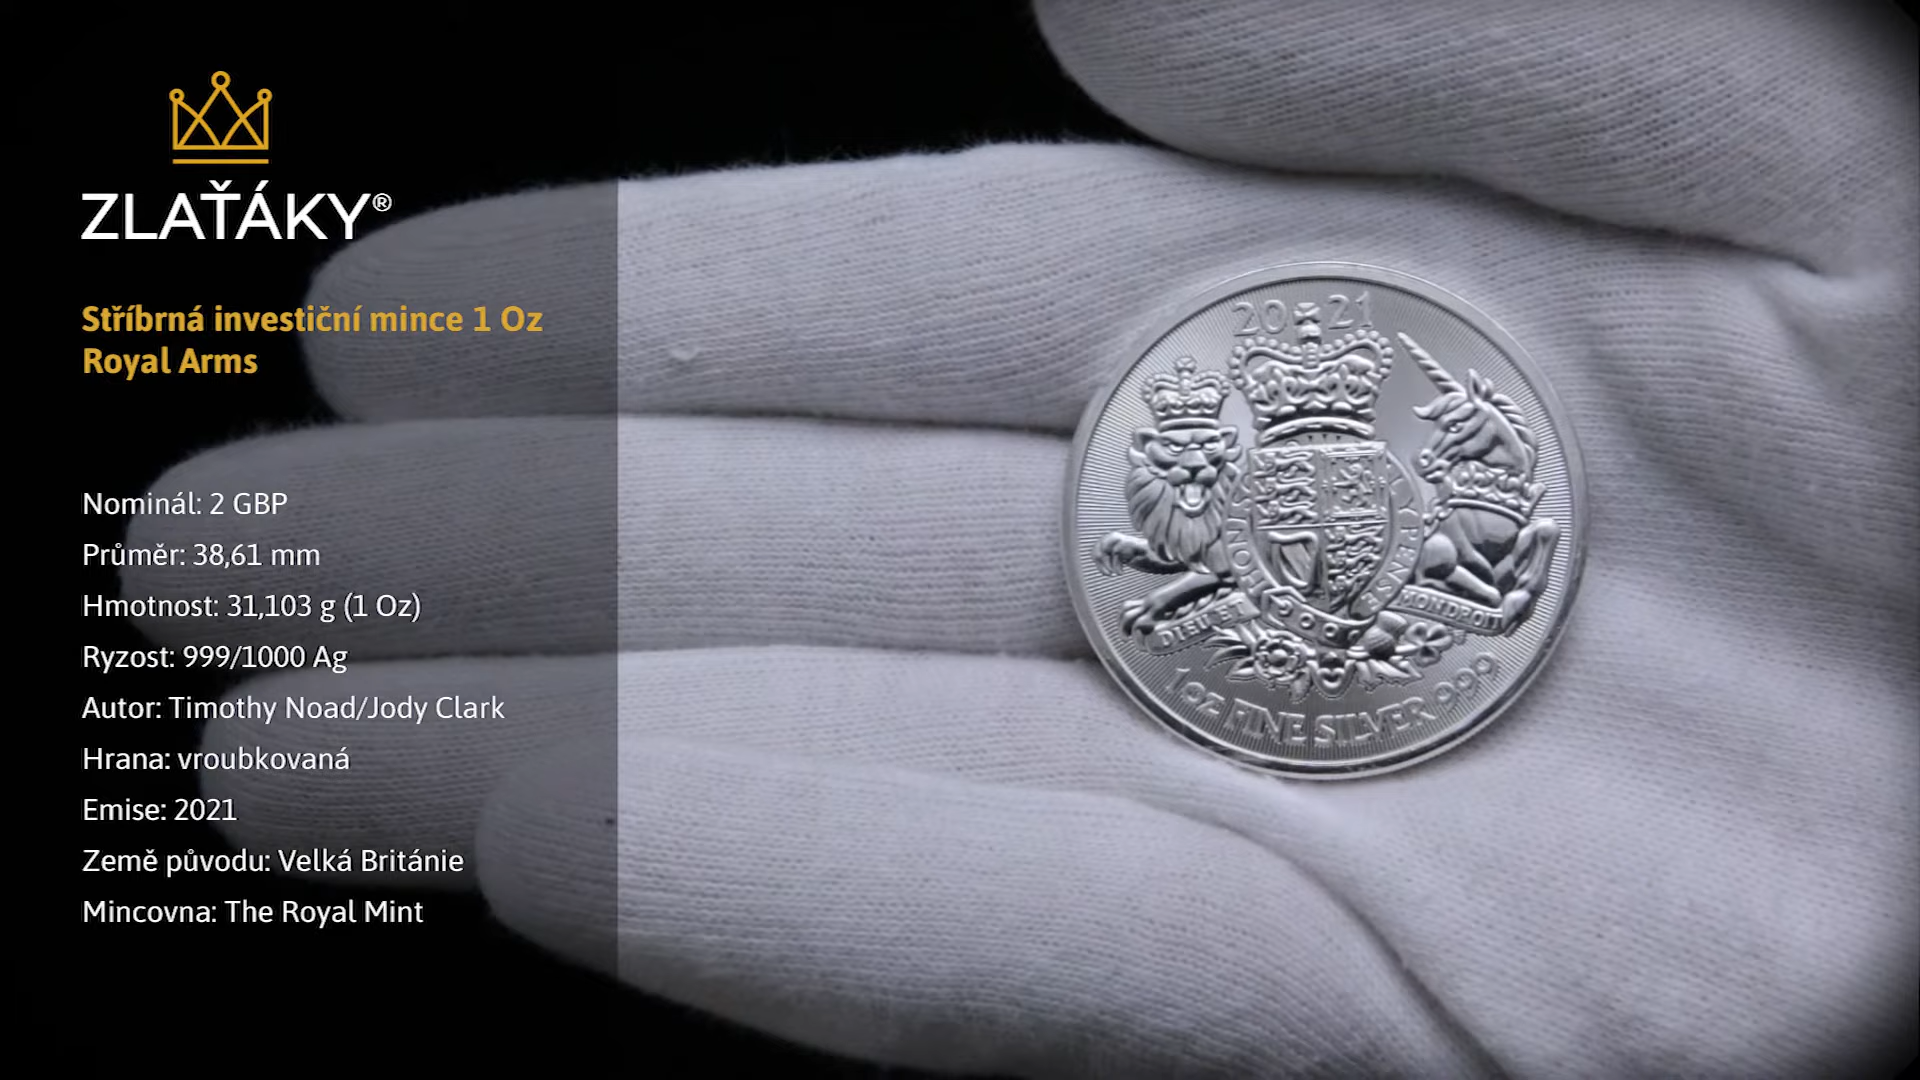 ZLAŤÁKY®
Stříbrná investiční mince 1 Oz
Royal Arms
Nominál: 2 GBP
Průměr: 38,61 mm
Hmotnost: 31,103 g (1 Oz)
Ryzost: 999/1000 Ag
Autor: Timothy Noad/Jody Clark
Hrana: vroubkovaná
Emise: 2021
Země původu: Velká Británie
Mincovna: The Royal Mint
2021
HONI Y PENSE
DIEU ET MON DROIT
1OZ FINE SILVER 999